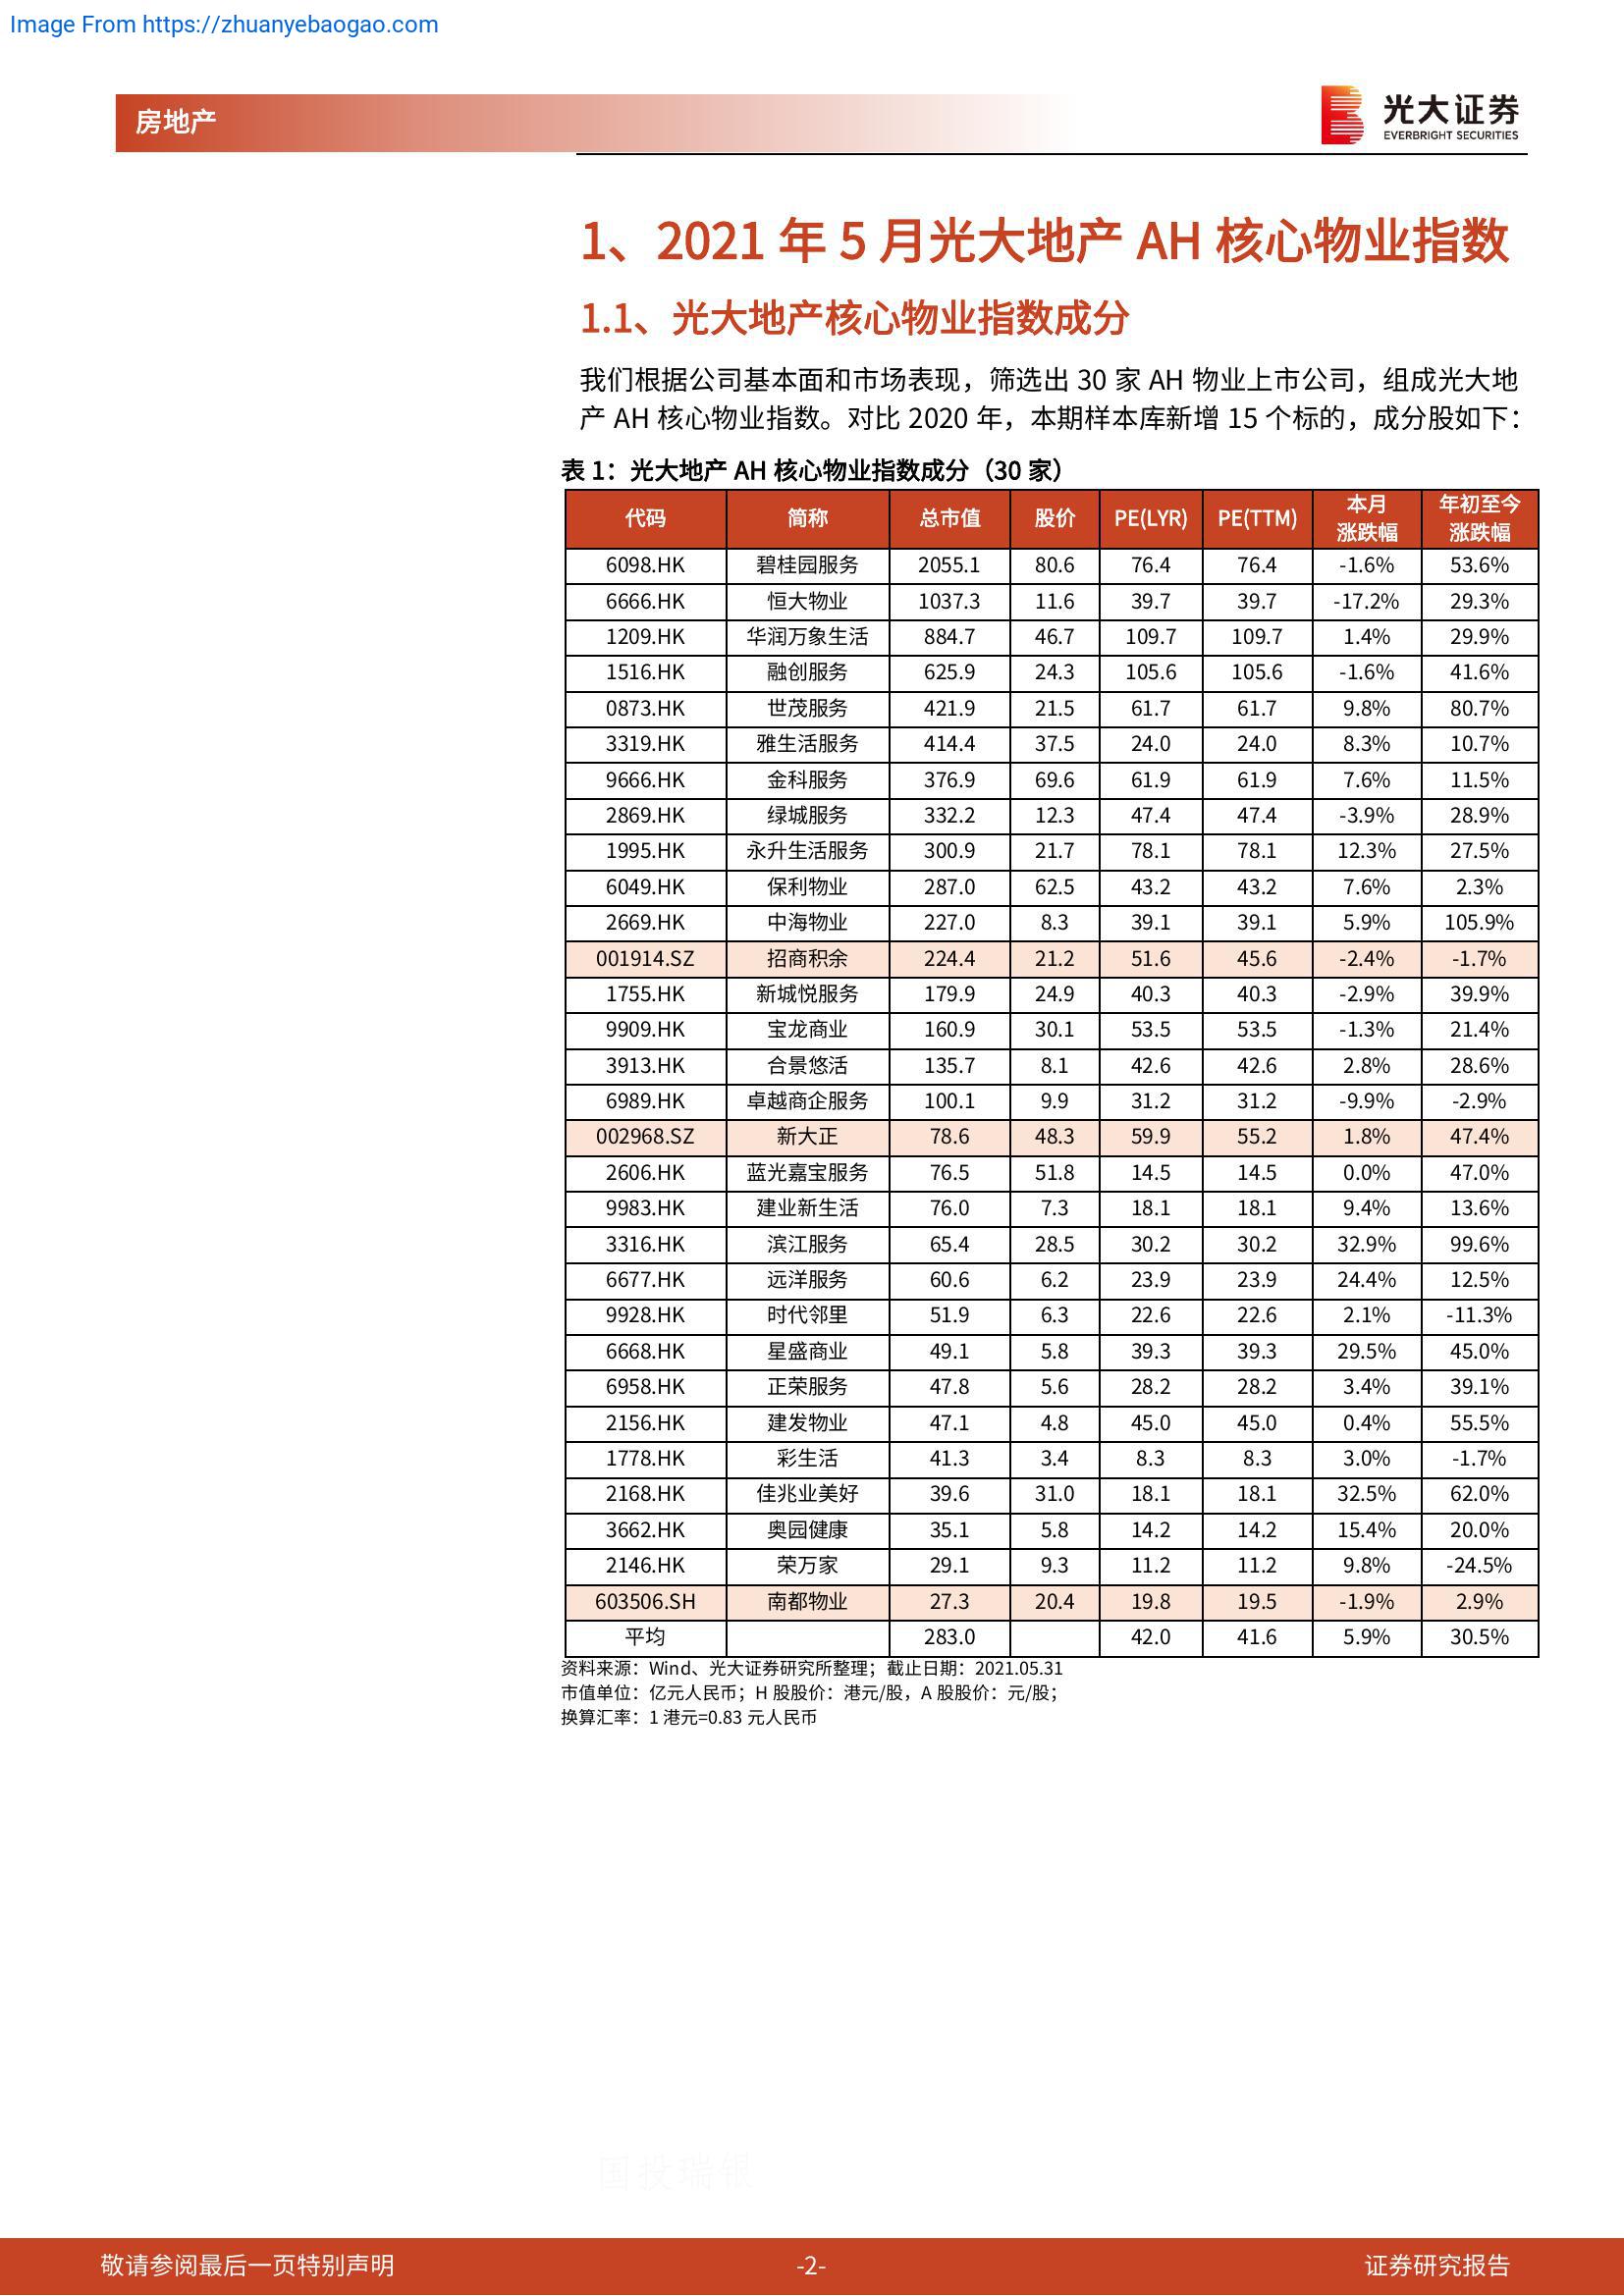 Image From https://zhuanyebaogao.com
房地产
光大证券
EVERBRIGHT SECURITIES
1、2021 年 5 月光大地产 AH 核心物业指数
1.1、光大地产核心物业指数成分
我们根据公司基本面和市场表现，筛选出 30 家 AH 物业上市公司，组成光大地
产 AH 核心物业指数。对比 2020 年，本期样本库新增 15 个标的，成分股如下：
表 1：光大地产 AH 核心物业指数成分（30 家）
代码 简称 总市值 股价 PE(LYR) PE(TTM) 本月涨跌幅 年初至今涨跌幅
6098.HK 碧桂园服务 2055.1 80.6 76.4 76.4 -1.6% 53.6%
6666.HK 恒大物业 1037.3 11.6 39.7 39.7 -17.2% 29.3%
1209.HK 华润万象生活 884.7 46.7 109.7 109.7 1.4% 29.9%
1516.HK 融创服务 625.9 24.3 105.6 105.6 -1.6% 41.6%
0873.HK 世茂服务 421.9 21.5 61.7 61.7 9.8% 80.7%
3319.HK 雅生活服务 414.4 37.5 24.0 24.0 8.3% 10.7%
9666.HK 金科服务 376.9 69.6 61.9 61.9 7.6% 11.5%
2869.HK 绿城服务 332.2 12.3 47.4 47.4 -3.9% 28.9%
1995.HK 永升生活服务 300.9 21.7 78.1 78.1 12.3% 27.5%
6049.HK 保利物业 287.0 62.5 43.2 43.2 7.6% 2.3%
2669.HK 中海物业 227.0 8.3 39.1 39.1 5.9% 105.9%
001914.SZ 招商积余 224.4 21.2 51.6 45.6 -2.4% -1.7%
1755.HK 新城悦服务 179.9 24.9 40.3 40.3 -2.9% 39.9%
9909.HK 宝龙商业 160.9 30.1 53.5 53.5 -1.3% 21.4%
3913.HK 合景悠活 135.7 8.1 42.6 42.6 2.8% 28.6%
6989.HK 卓越商企服务 100.1 9.9 31.2 31.2 -9.9% -2.9%
002968.SZ 新大正 78.6 48.3 59.9 55.2 1.8% 47.4%
2606.HK 蓝光嘉宝服务 76.5 51.8 14.5 14.5 0.0% 47.0%
9983.HK 建业新生活 76.0 7.3 18.1 18.1 9.4% 13.6%
3316.HK 滨江服务 65.4 28.5 30.2 30.2 32.9% 99.6%
6677.HK 远洋服务 60.6 6.2 23.9 23.9 24.4% 12.5%
9928.HK 时代邻里 51.9 6.3 22.6 22.6 2.1% -11.3%
6668.HK 星盛商业 49.1 5.8 39.3 39.3 29.5% 45.0%
6958.HK 正荣服务 47.8 5.6 28.2 28.2 3.4% 39.1%
2156.HK 建发物业 47.1 4.8 45.0 45.0 0.4% 55.5%
1778.HK 彩生活 41.3 3.4 8.3 8.3 3.0% -1.7%
2168.HK 佳兆业美好 39.6 31.0 18.1 18.1 32.5% 62.0%
3662.HK 奥园健康 35.1 5.8 14.2 14.2 15.4% 20.0%
2146.HK 荣万家 29.1 9.3 11.2 11.2 9.8% -24.5%
603506.SH 南都物业 27.3 20.4 19.8 19.5 -1.9% 2.9%
平均 283.0 42.0 41.6 5.9% 30.5%
资料来源：Wind、光大证券研究所整理；截止日期：2021.05.31
市值单位：亿元人民币；H 股股价：港元/股，A 股股价：元/股；
换算汇率：1 港元=0.83 元人民币
国投瑞银
敬请参阅最后一页特别声明 -2- 证券研究报告